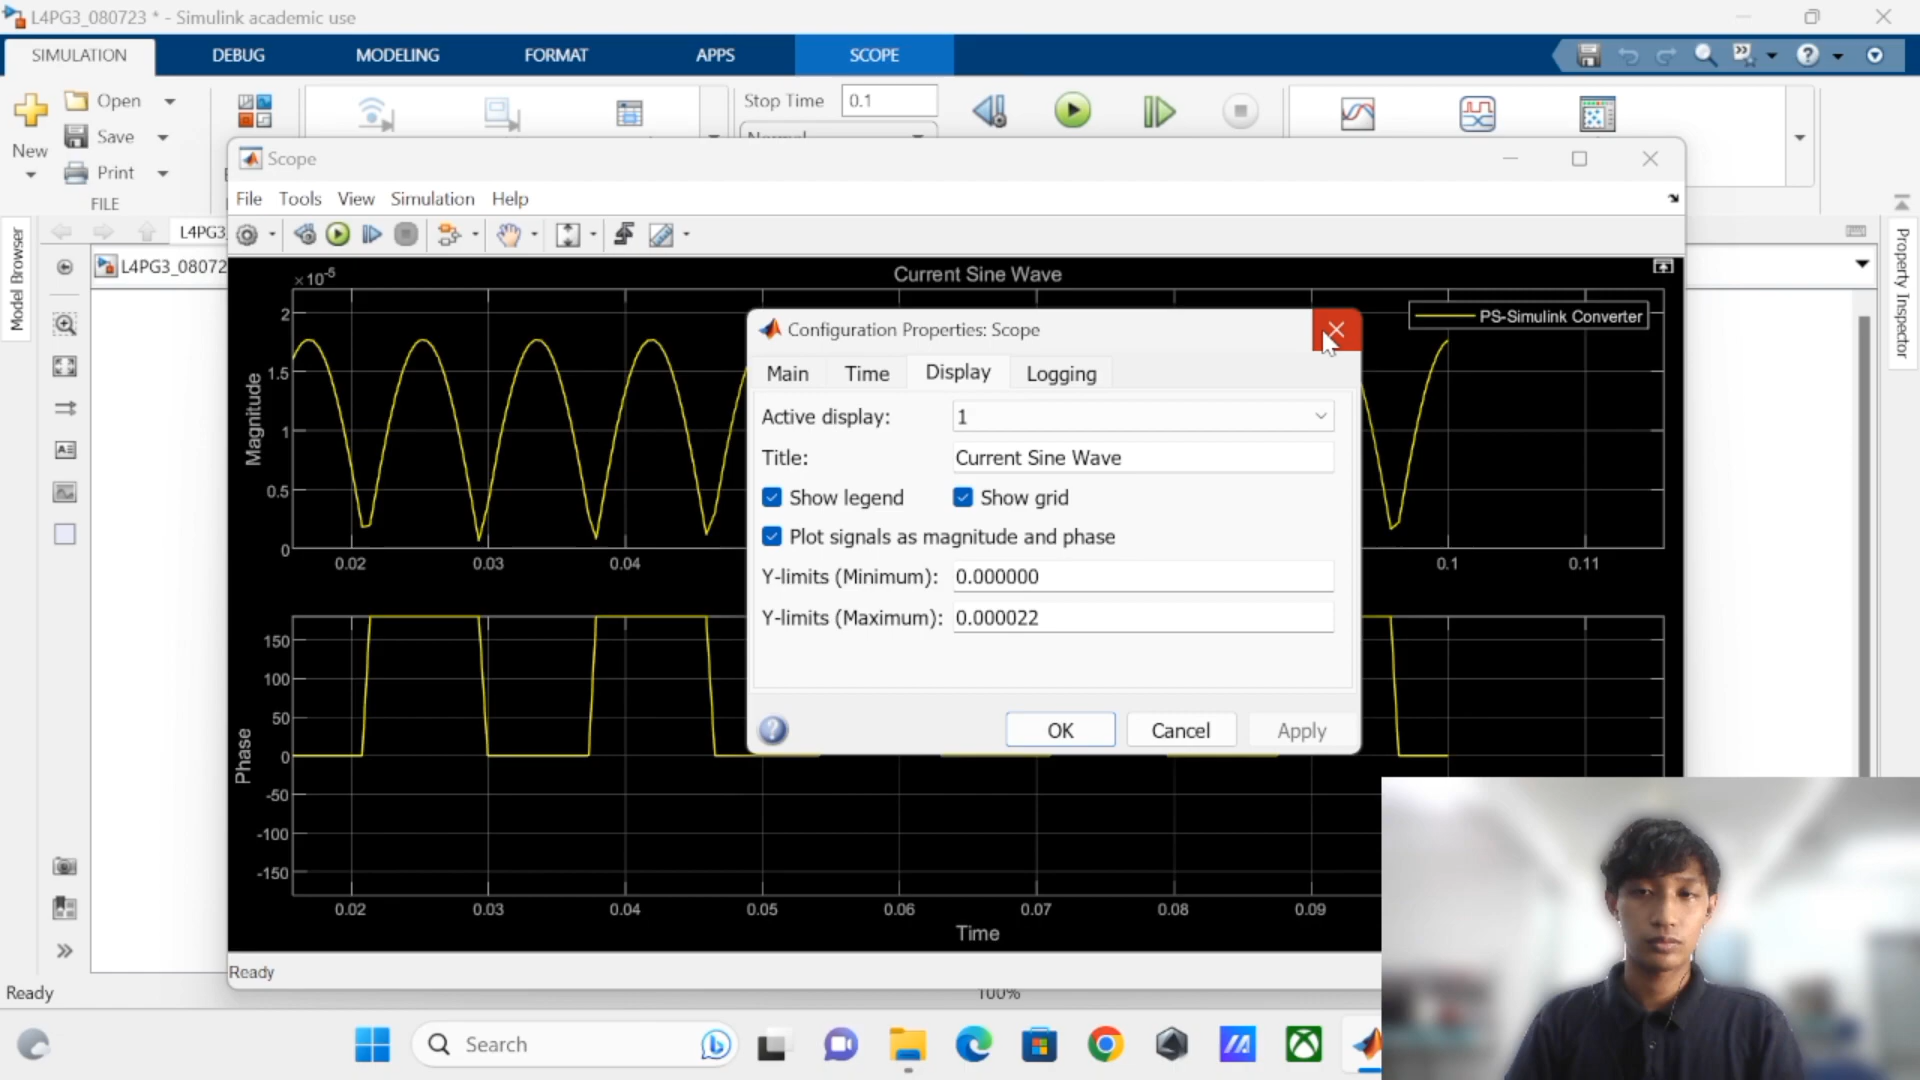 L4PG3_080723 * - Simulink academic use
SIMULATION DEBUG MODELING FORMAT APPS SCOPE
New
Open
Save
Print
FILE
Stop Time 0.1
Normal
Scope
File Tools View Simulation Help
Model Browser
L4PG3
L4PG3_08072
Property Inspector
×10⁻⁵ Current Sine Wave
PS-Simulink Converter
Magnitude
2
1.5
1
0.5
0
0.02 0.03 0.04 0.1 0.11
Configuration Properties: Scope
Main Time Display Logging
Active display: 1
Title: Current Sine Wave
Show legend Show grid
Plot signals as magnitude and phase
Y-limits (Minimum): 0.000000
Y-limits (Maximum): 0.000022
OK Cancel Apply
Phase
150
100
50
0
-50
-100
-150
0.02 0.03 0.04 0.05 0.06 0.07 0.08 0.09
Time
Ready
Ready
100%
Search